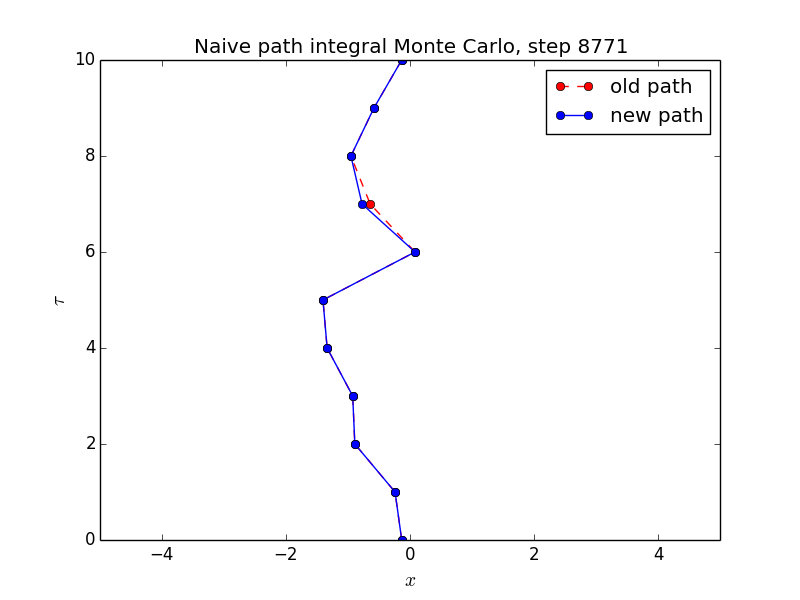 Naive path integral Monte Carlo, step 8771
10
old path
new path
8
6
τ
4
2
0
−4 −2 0 2 4
x